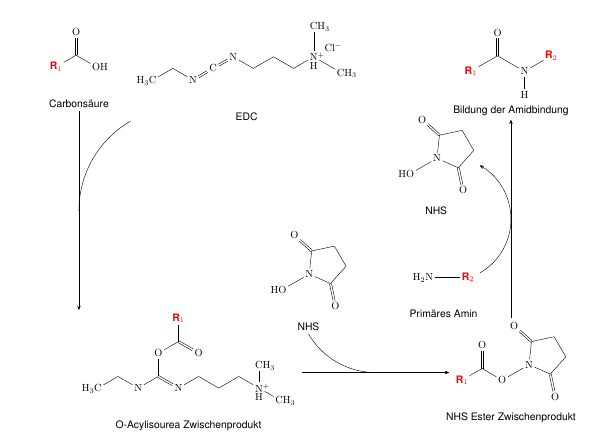 O
R1
OH
Carbonsäure
H3C
N
C
N
N+
H
CH3
Cl−
CH3
EDC
O
R1
N
H
R2
Bildung der Amidbindung
O
N
HO
O
NHS
H2N
R2
Primäres Amin
O
N
HO
O
NHS
R1
O
O
H3C
N
N
N+
H
CH3
CH3
O-Acylisourea Zwischenprodukt
O
R1
O
O
N
O
NHS Ester Zwischenprodukt